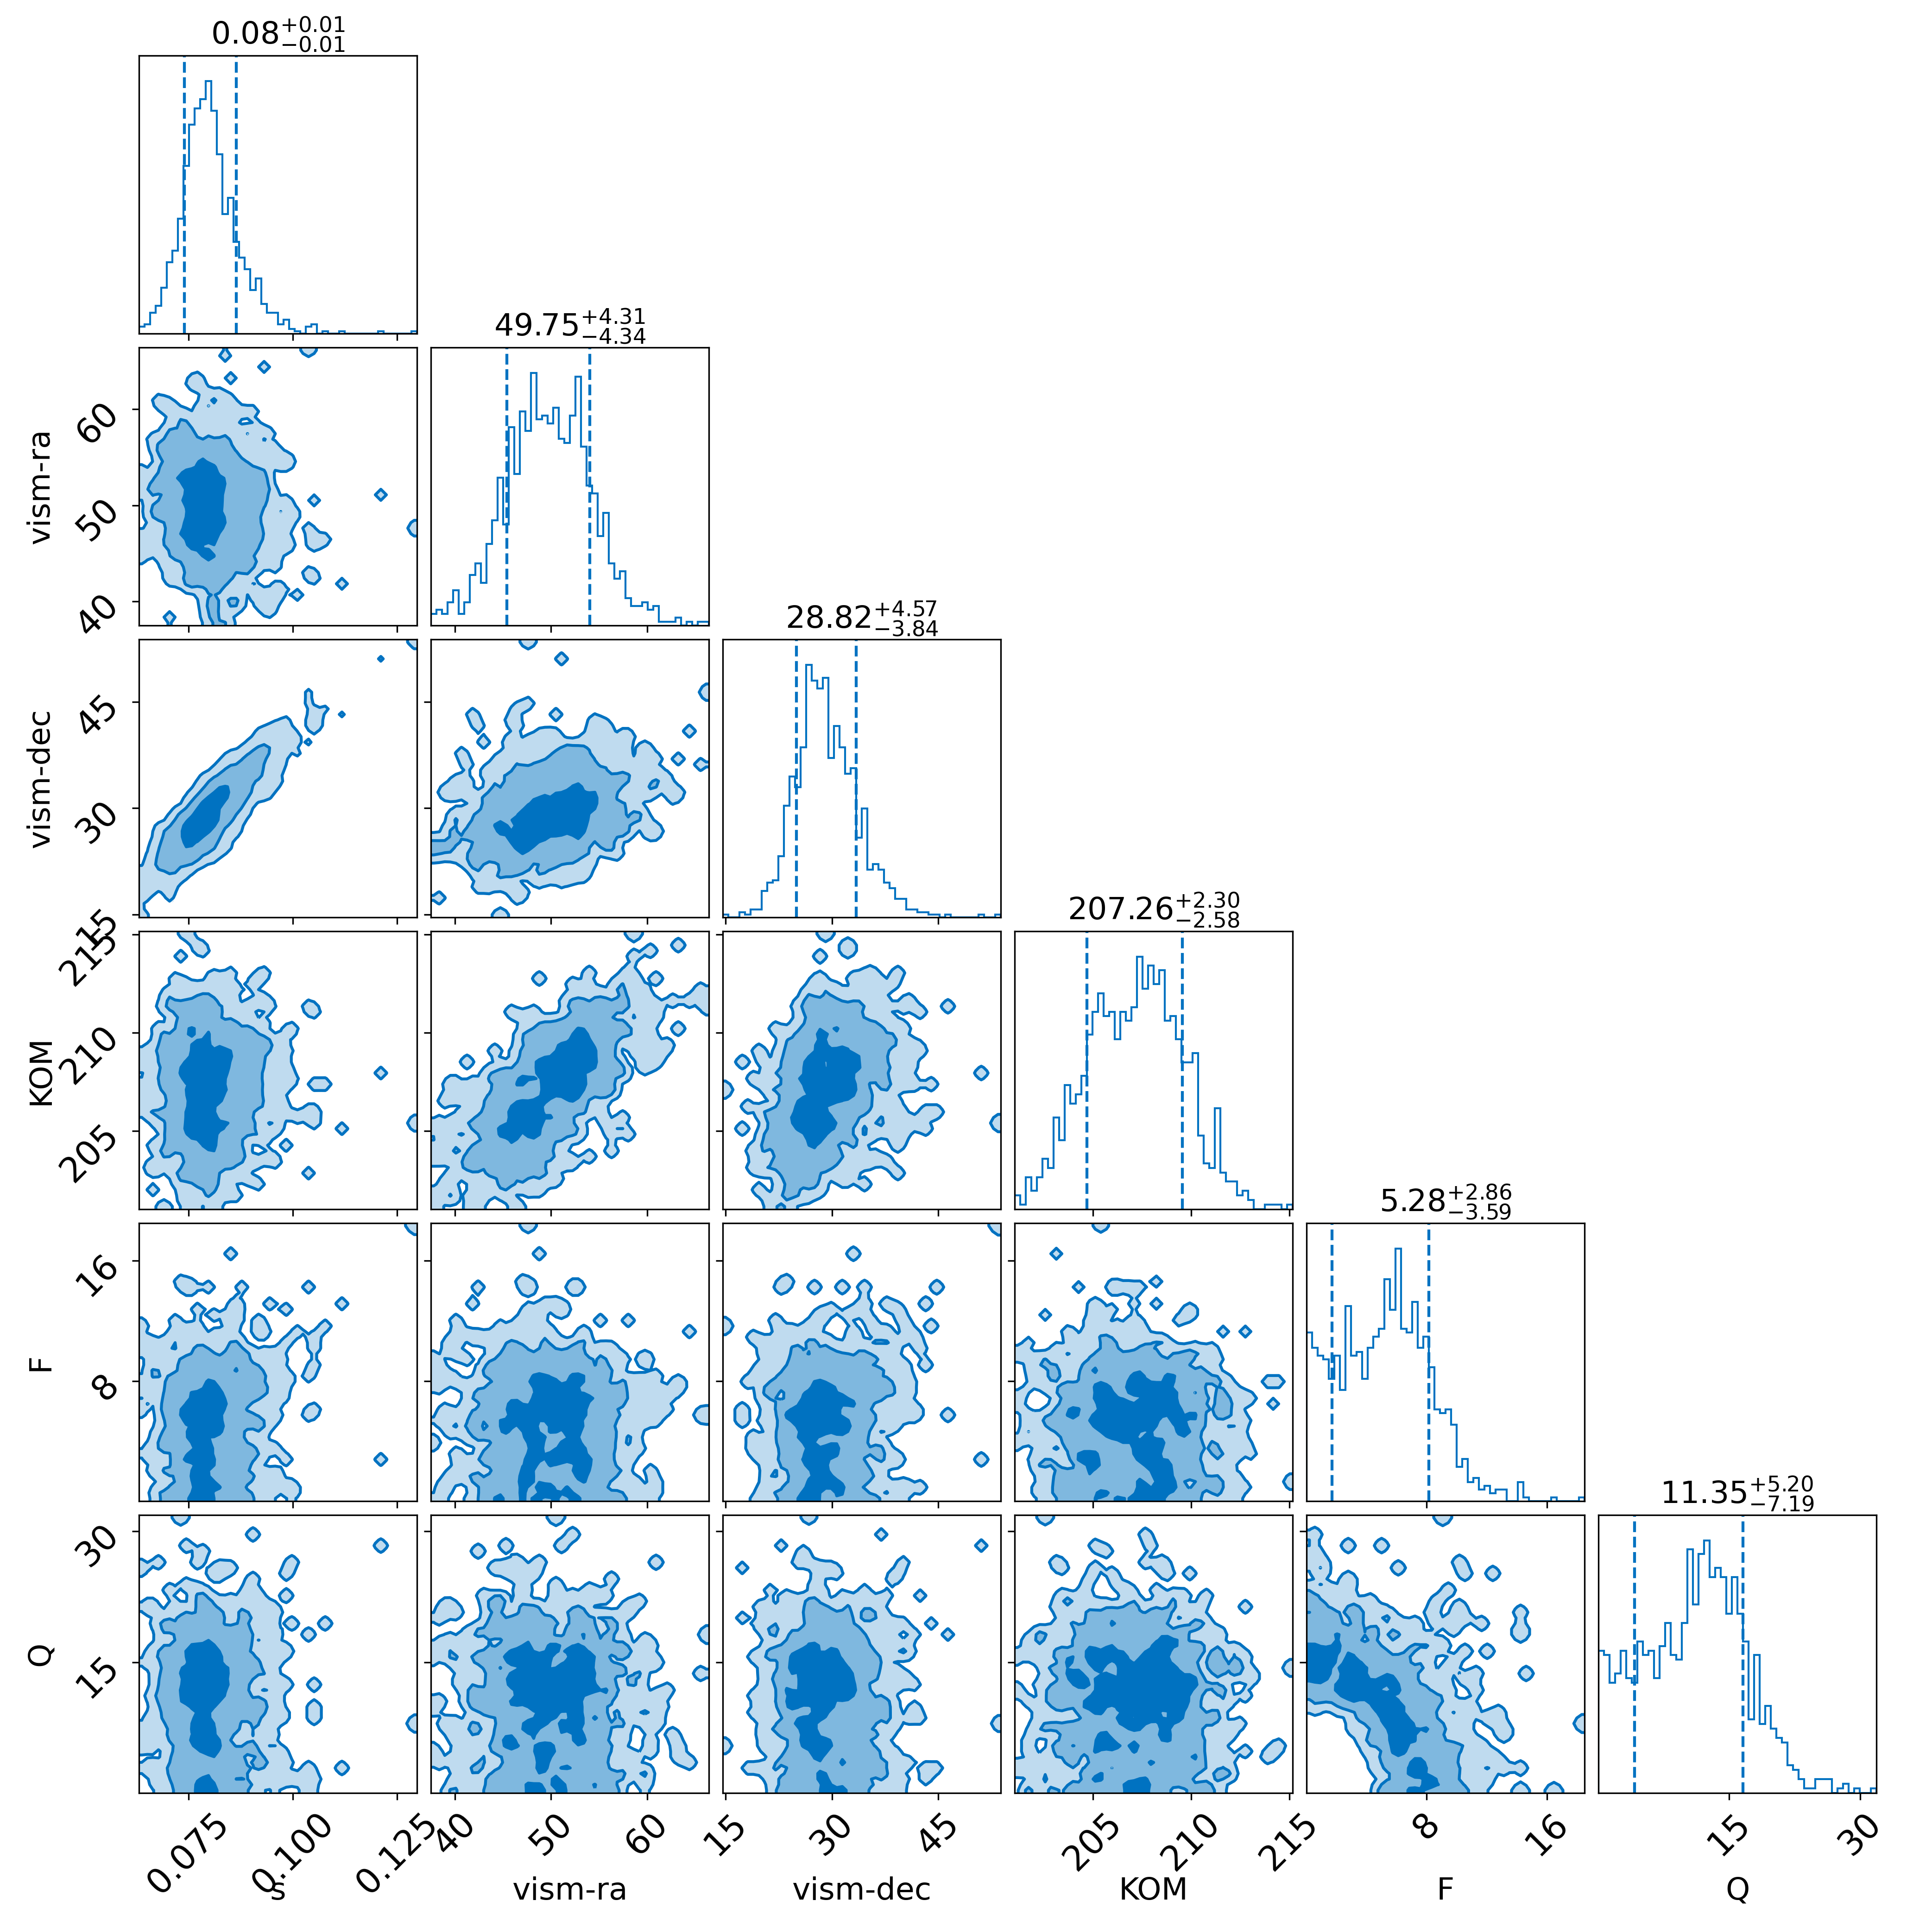 0.08+0.01−0.01
49.75+4.31−4.34
28.82+4.57−3.84
207.26+2.30−2.58
5.28+2.86−3.59
11.35+5.20−7.19
vism-ra
60
50
40
vism-dec
45
30
15
KOM
215
210
205
F
16
8
Q
30
15
0.075 0.100 0.125 40 50 60 15 30 45 205 210 215 8 16 15 30
s vism-ra vism-dec KOM F Q